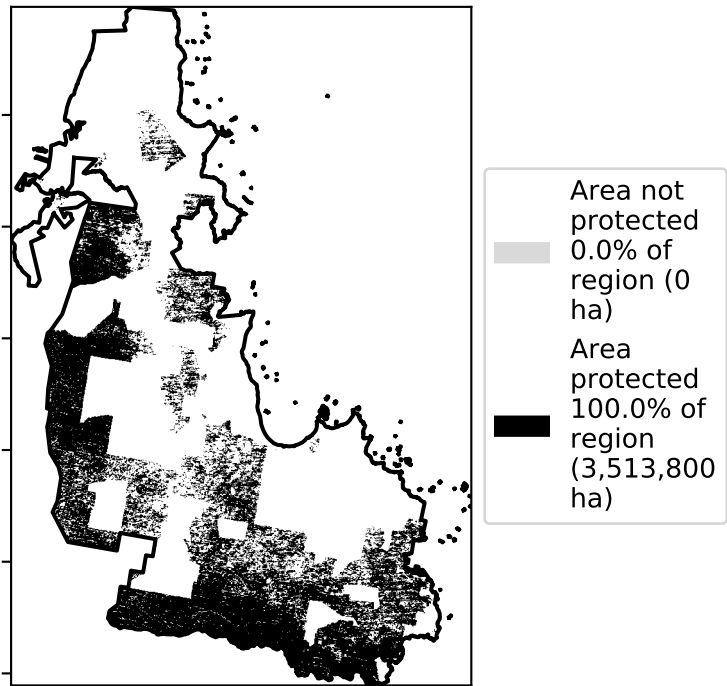 Area not
protected
0.0% of
region (0
ha)
Area
protected
100.0% of
region
(3,513,800
ha)